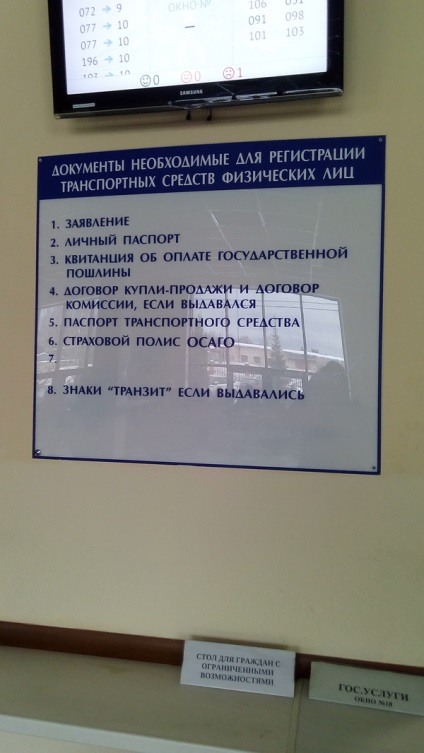 072 → 9
077 → 10
077 → 10
196 → 10
ОКНО №
–
106
091 098
101 103
0 0 1
SAMSUNG
ДОКУМЕНТЫ НЕОБХОДИМЫЕ ДЛЯ РЕГИСТРАЦИИ
ТРАНСПОРТНЫХ СРЕДСТВ ФИЗИЧЕСКИХ ЛИЦ
1. ЗАЯВЛЕНИЕ
2. ЛИЧНЫЙ ПАСПОРТ
3. КВИТАНЦИЯ ОБ ОПЛАТЕ ГОСУДАРСТВЕННОЙ
ПОШЛИНЫ
4. ДОГОВОР КУПЛИ-ПРОДАЖИ И ДОГОВОР
КОМИССИИ, ЕСЛИ ВЫДАВАЛСЯ
5. ПАСПОРТ ТРАНСПОРТНОГО СРЕДСТВА
6. СТРАХОВОЙ ПОЛИС ОСАГО
7.
8. ЗНАКИ "ТРАНЗИТ" ЕСЛИ ВЫДАВАЛИСЬ
СТОЛ ДЛЯ ГРАЖДАН С
ОГРАНИЧЕННЫМИ
ВОЗМОЖНОСТЯМИ
ГОС.УСЛУГИ
ОКНО №18